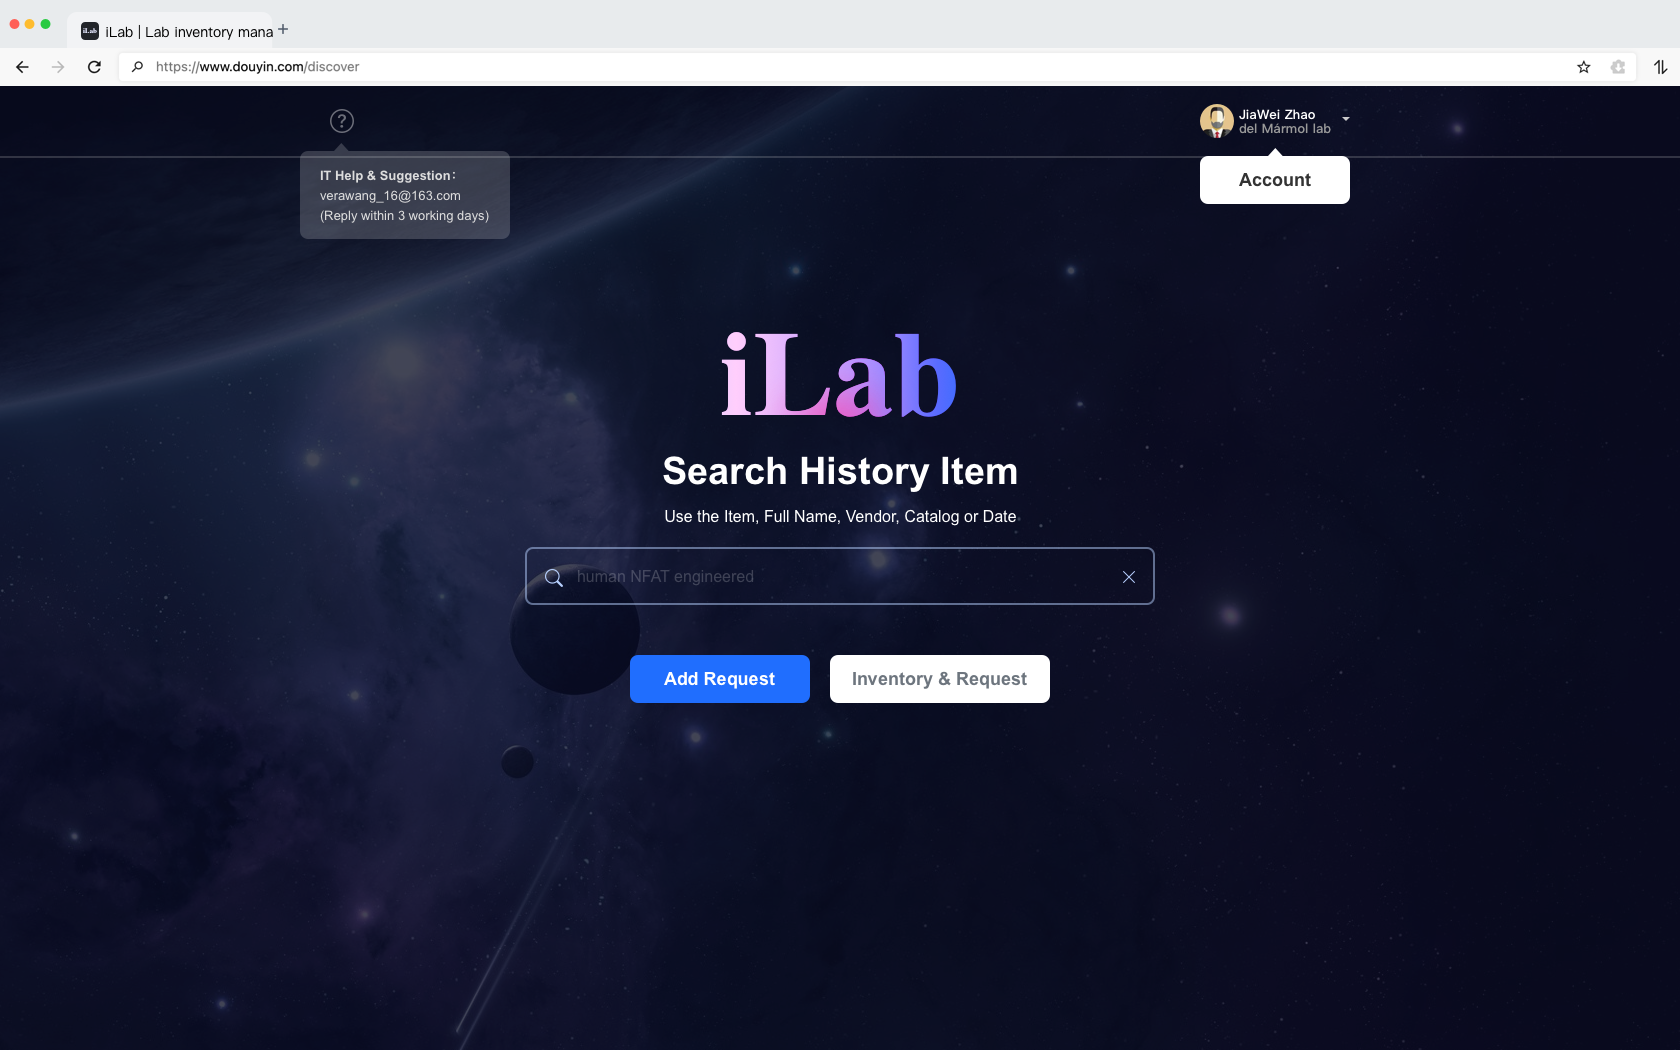 iLab
iLab | Lab inventory mana
https://www.douyin.com/discover
JiaWei Zhao
del Mármol lab
IT Help & Suggestion:
verawang_16@163.com
(Reply within 3 working days)
Account
iLab
Search History Item
Use the Item, Full Name, Vendor, Catalog or Date
human NFAT engineered
Add Request
Inventory & Request